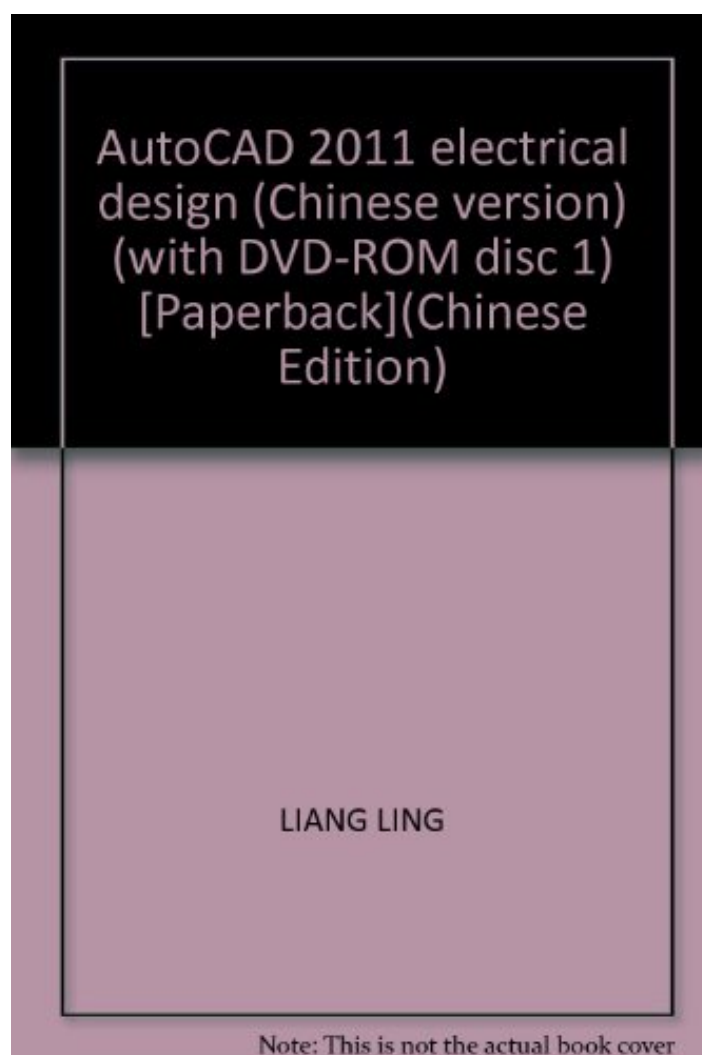 AutoCAD 2011 electrical
design (Chinese version)
(with DVD-ROM disc 1)
[Paperback](Chinese
Edition)
LIANG LING
Note: This is not the actual book cover